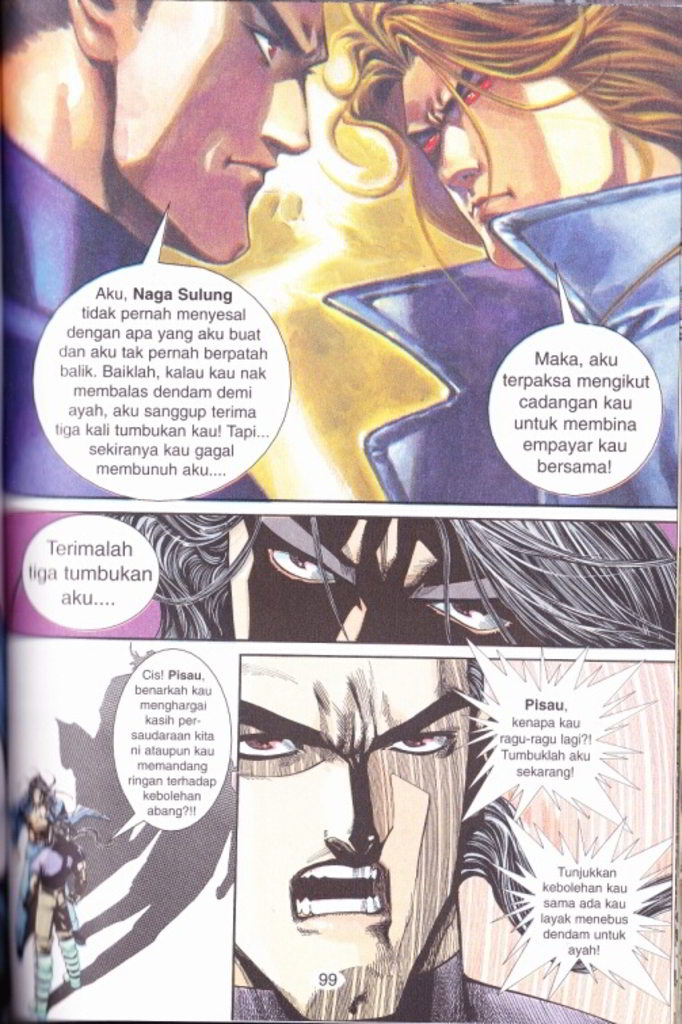 Aku, Naga Sulung
tidak pernah menyesal
dengan apa yang aku buat
dan aku tak pernah berpatah
balik. Baiklah, kalau kau nak
membalas dendam demi
ayah, aku sanggup terima
tiga kali tumbukan kau! Tapi...
sekiranya kau gagal
membunuh aku....
Maka, aku
terpaksa mengikut
cadangan kau
untuk membina
empayar kau
bersama!
Terimalah
tiga tumbukan
aku....
Cis! Pisau,
benarkah kau
menghargai
kasih per-
saudaraan kita
ni ataupun kau
memandang
ringan terhadap
kebolehan
abang?!!
Pisau,
kenapa kau
ragu-ragu lagi?!
Tumbuklah aku
sekarang!
Tunjukkan
kebolehan kau
sama ada kau
layak menebus
dendam untuk
ayah!
99